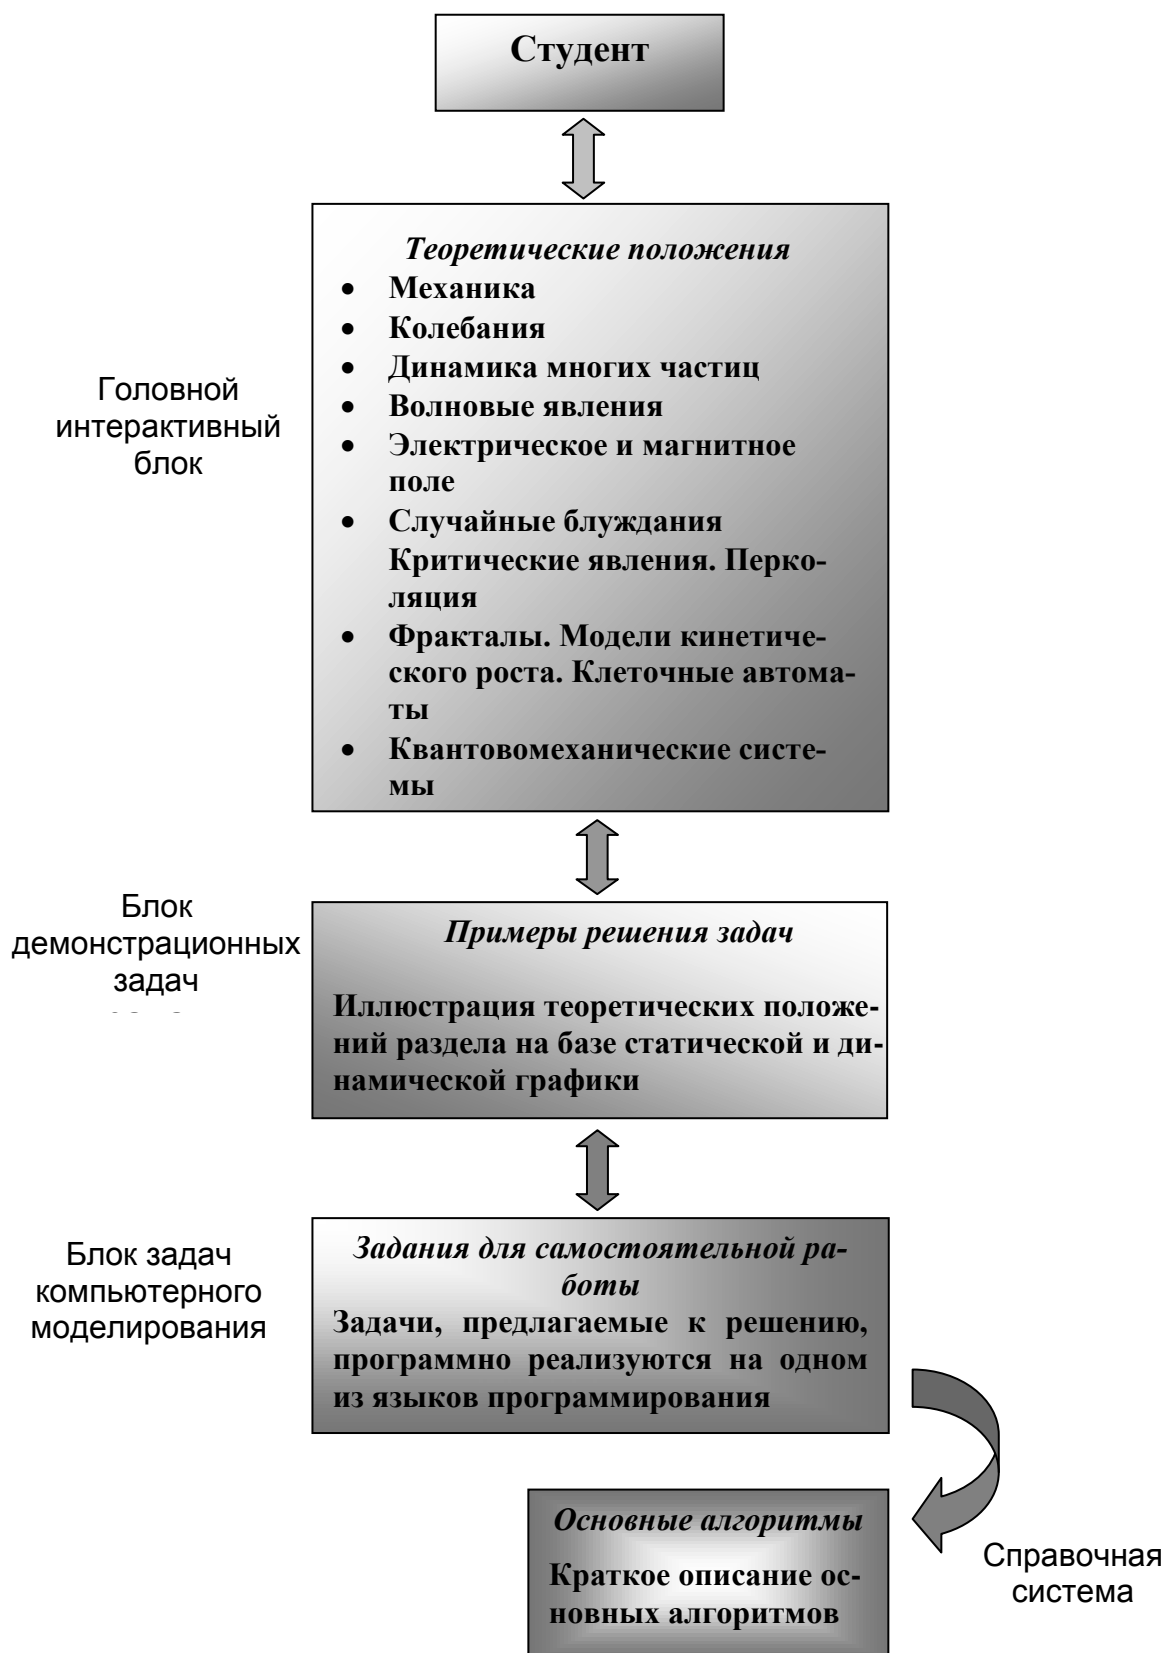 Студент
Теоретические положения
• Механика
• Колебания
• Динамика многих частиц
• Волновые явления
• Электрическое и магнитное
поле
• Случайные блуждания
Критические явления. Перко-
ляция
• Фракталы. Модели кинетиче-
ского роста. Клеточные автома-
ты
• Квантовомеханические систе-
мы
Головной
интерактивный
блок
Блок
демонстрационных
задач
Примеры решения задач
Иллюстрация теоретических положе-
ний раздела на базе статической и ди-
намической графики
Блок задач
компьютерного
моделирования
Задания для самостоятельной ра-
боты
Задачи, предлагаемые к решению,
программно реализуются на одном
из языков программирования
Основные алгоритмы
Краткое описание ос-
новных алгоритмов
Справочная
система